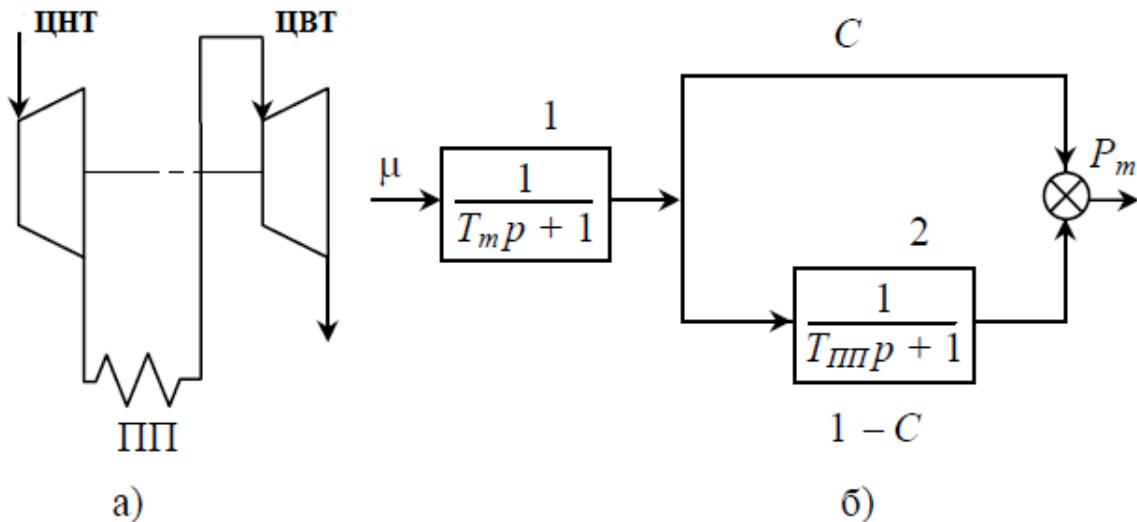 ЦНТ ЦВТ
ПП
а)
C
1
μ
1
T_m p + 1
P_m
2
1
T_ПП p + 1
1 – C
б)